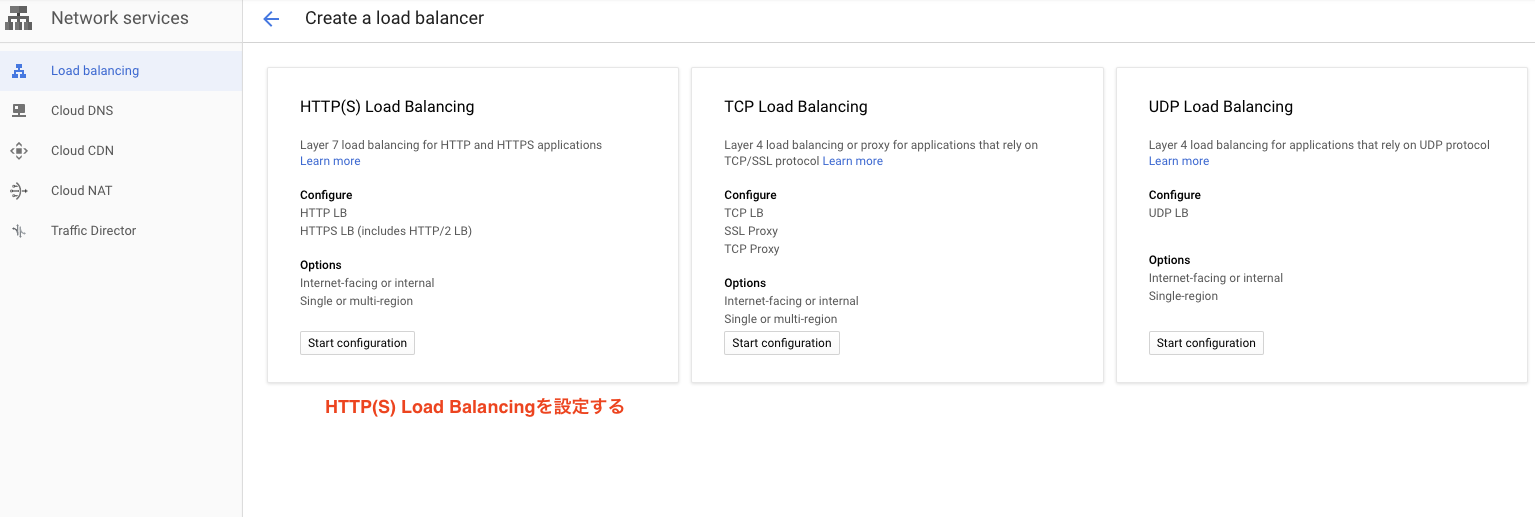 Network services
Create a load balancer
Load balancing
Cloud DNS
Cloud CDN
Cloud NAT
Traffic Director
HTTP(S) Load Balancing
Layer 7 load balancing for HTTP and HTTPS applications
Learn more
Configure
HTTP LB
HTTPS LB (includes HTTP/2 LB)
Options
Internet-facing or internal
Single or multi-region
Start configuration
TCP Load Balancing
Layer 4 load balancing or proxy for applications that rely on
TCP/SSL protocol Learn more
Configure
TCP LB
SSL Proxy
TCP Proxy
Options
Internet-facing or internal
Single or multi-region
Start configuration
UDP Load Balancing
Layer 4 load balancing for applications that rely on UDP protocol
Learn more
Configure
UDP LB
Options
Internet-facing or internal
Single-region
Start configuration
HTTP(S) Load Balancingを設定する